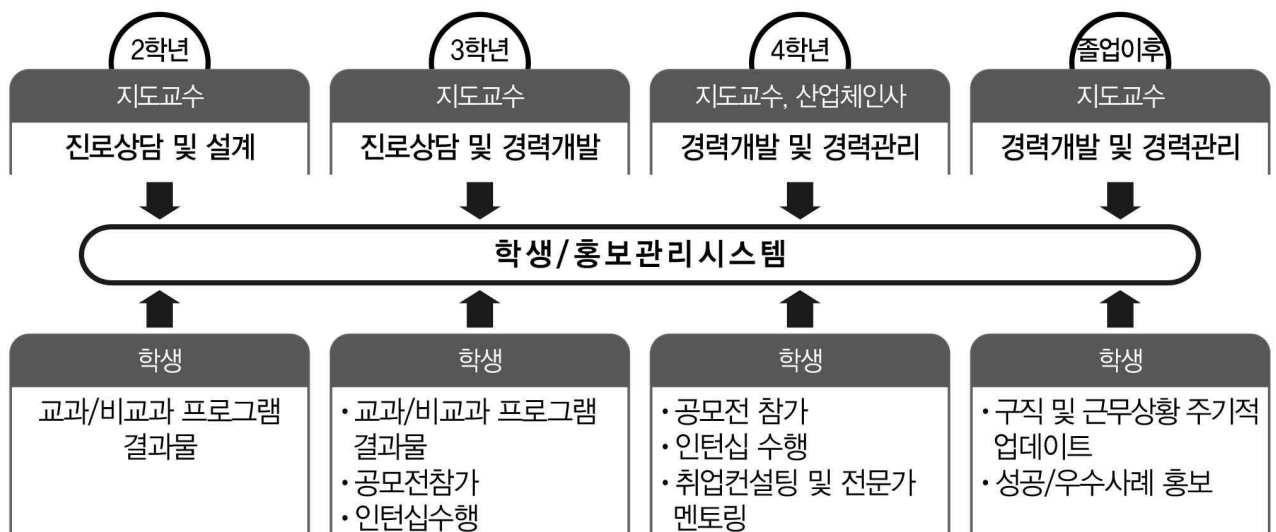 2학년
지도교수
진로상담 및 설계
3학년
지도교수
진로상담 및 경력개발
4학년
지도교수, 산업체인사
경력개발 및 경력관리
졸업이후
지도교수
경력개발 및 경력관리
학생/홍보관리시스템
학생
교과/비교과 프로그램
결과물
학생
• 교과/비교과 프로그램
결과물
• 공모전참가
• 인턴십수행
학생
• 공모전 참가
• 인턴십 수행
• 취업컨설팅 및 전문가
멘토링
학생
• 구직 및 근무상황 주기적
업데이트
• 성공/우수사례 홍보